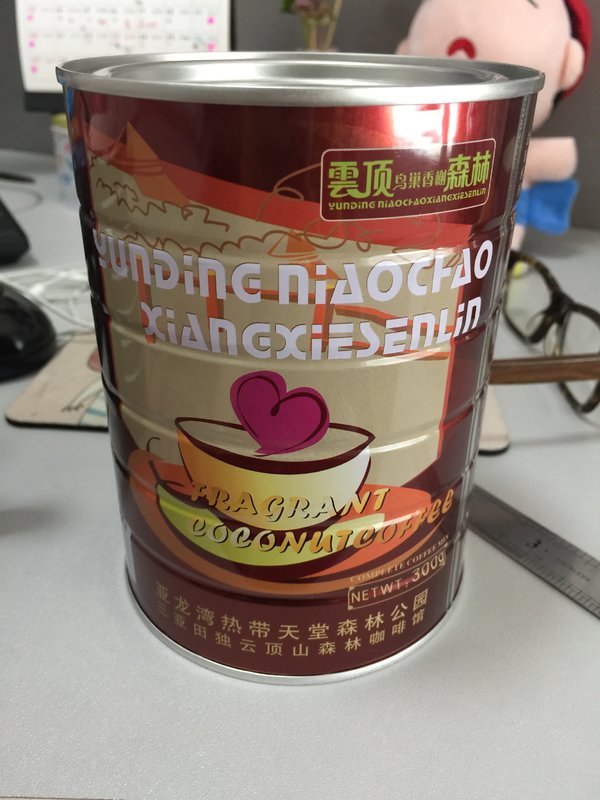 雲顶鸟巢香榭森林
YUNDING NIAOCHAOXIANGXIESENLIN
YUNDING NIAOCHAO
XIANGXIESENLIN
FRAGRANT
COCONUTCOFFEE
COMPLETE COFFEE MIX
NETWT:300g
亚龙湾热带天堂森林公园
三亚田独云顶山森林咖啡馆
3